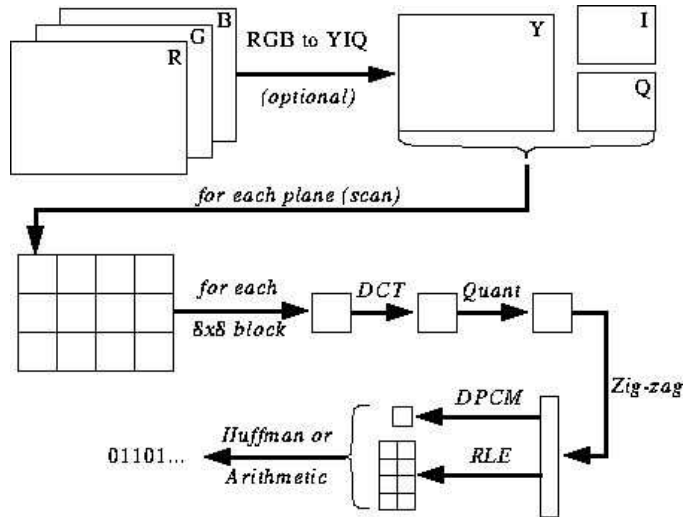 R
G
B
RGB to YIQ
(optional)
Y
I
Q
for each plane (scan)
for each
8x8 block
DCT
Quant
Zig-zag
DPCM
RLE
Huffman or
Arithmetic
01101...